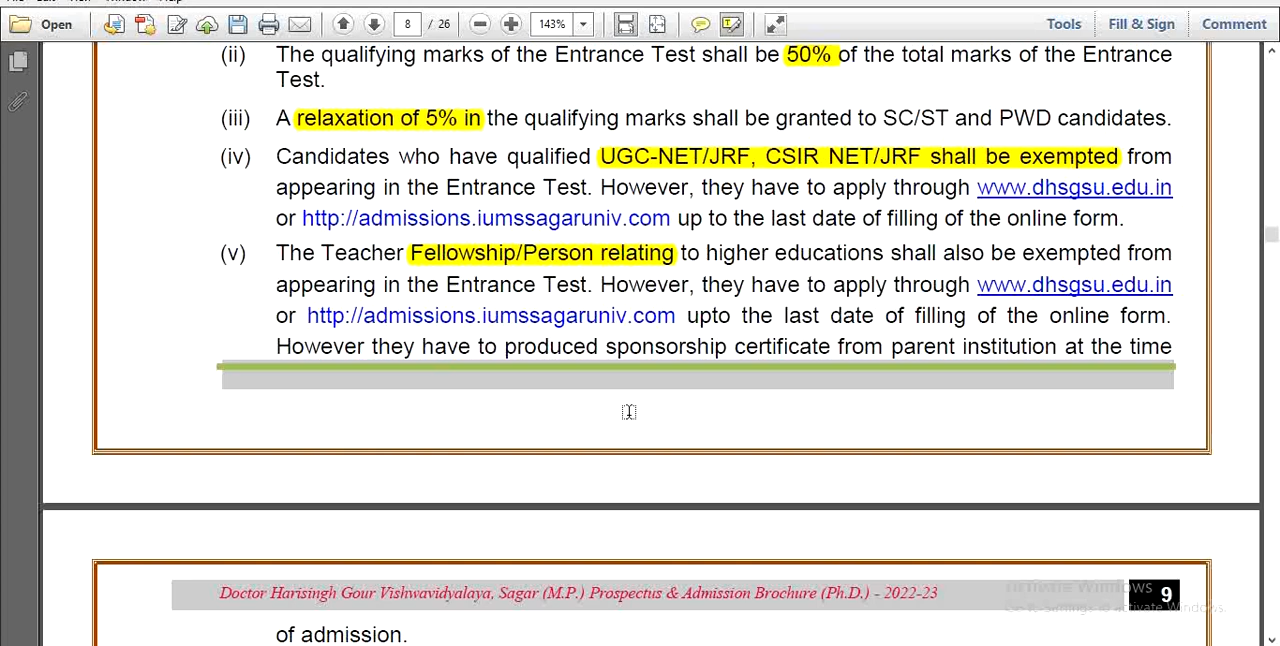 Open
8
/ 26
143%
Tools
Fill & Sign
Comment
(ii) The qualifying marks of the Entrance Test shall be 50% of the total marks of the Entrance
Test.
(iii) A relaxation of 5% in the qualifying marks shall be granted to SC/ST and PWD candidates.
(iv) Candidates who have qualified UGC-NET/JRF, CSIR NET/JRF shall be exempted from
appearing in the Entrance Test. However, they have to apply through www.dhsgsu.edu.in
or http://admissions.iumssagaruniv.com up to the last date of filling of the online form.
(v) The Teacher Fellowship/Person relating to higher educations shall also be exempted from
appearing in the Entrance Test. However, they have to apply through www.dhsgsu.edu.in
or http://admissions.iumssagaruniv.com upto the last date of filling of the online form.
However they have to produced sponsorship certificate from parent institution at the time
Doctor Harisingh Gour Vishwavidyalaya, Sagar (M.P.) Prospectus & Admission Brochure (Ph.D.) - 2022-23
9
Activate Windows
Go to Settings to activate Windows.
of admission.